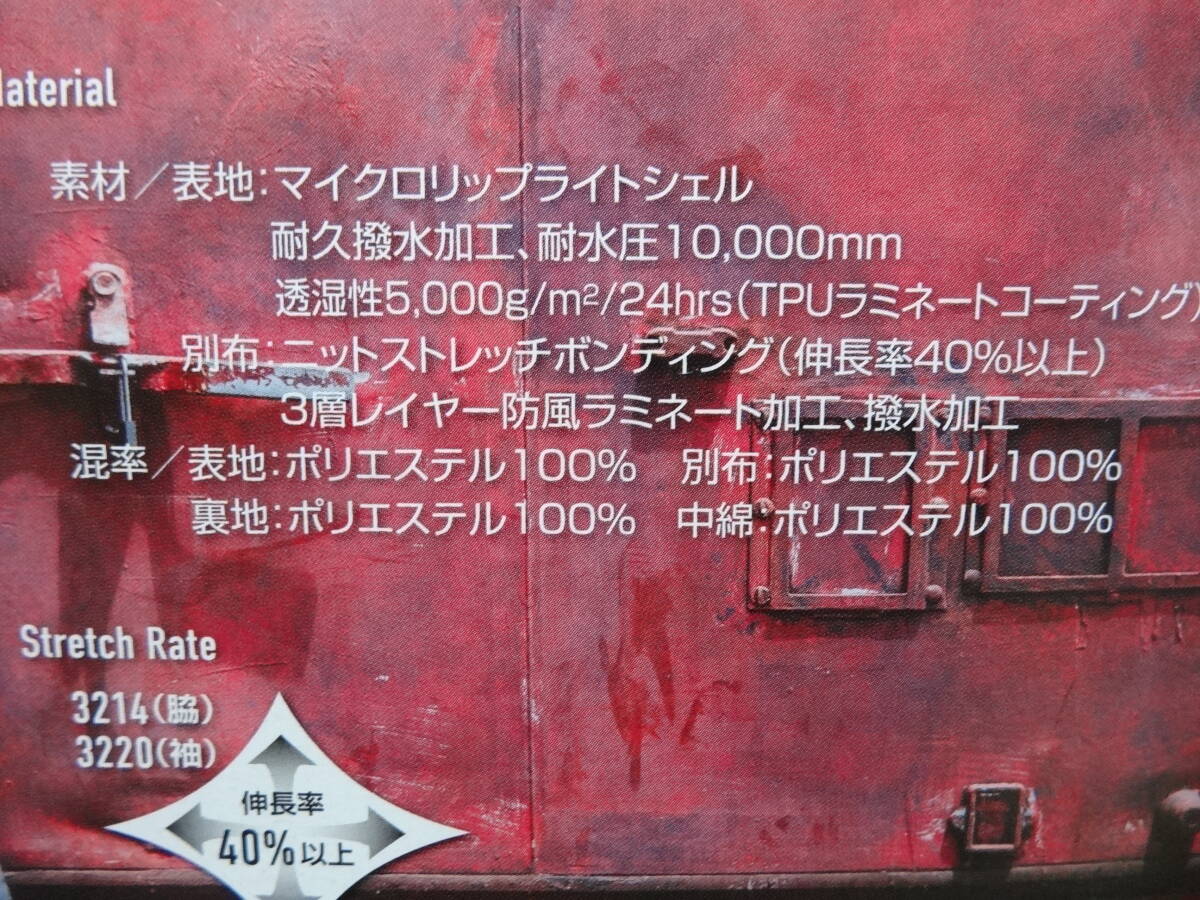 Material
素材／表地：マイクロリップライトシェル
耐久撥水加工、耐水圧10,000mm
透湿性5,000g/m²/24hrs（TPUラミネートコーティング）
別布：ニットストレッチボンディング（伸長率40%以上）
3層レイヤー防風ラミネート加工、撥水加工
混率／表地：ポリエステル100%　別布：ポリエステル100%
裏地：ポリエステル100%　中綿：ポリエステル100%
Stretch Rate
3214（脇）
3220（袖）
伸長率
40%以上